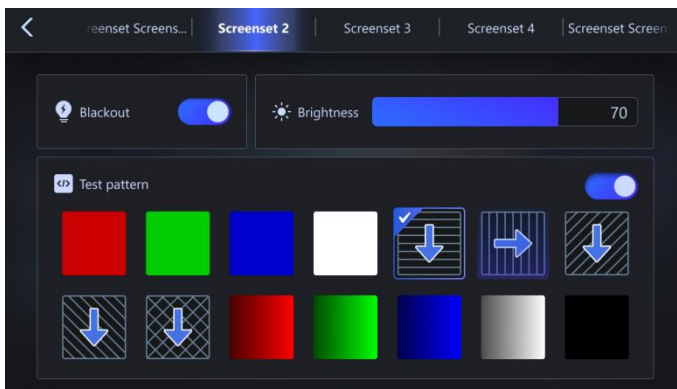 reenset Screens... | Screenset 2 | Screenset 3 | Screenset 4 | Screenset Screen
Blackout
Brightness 70
</> Test pattern